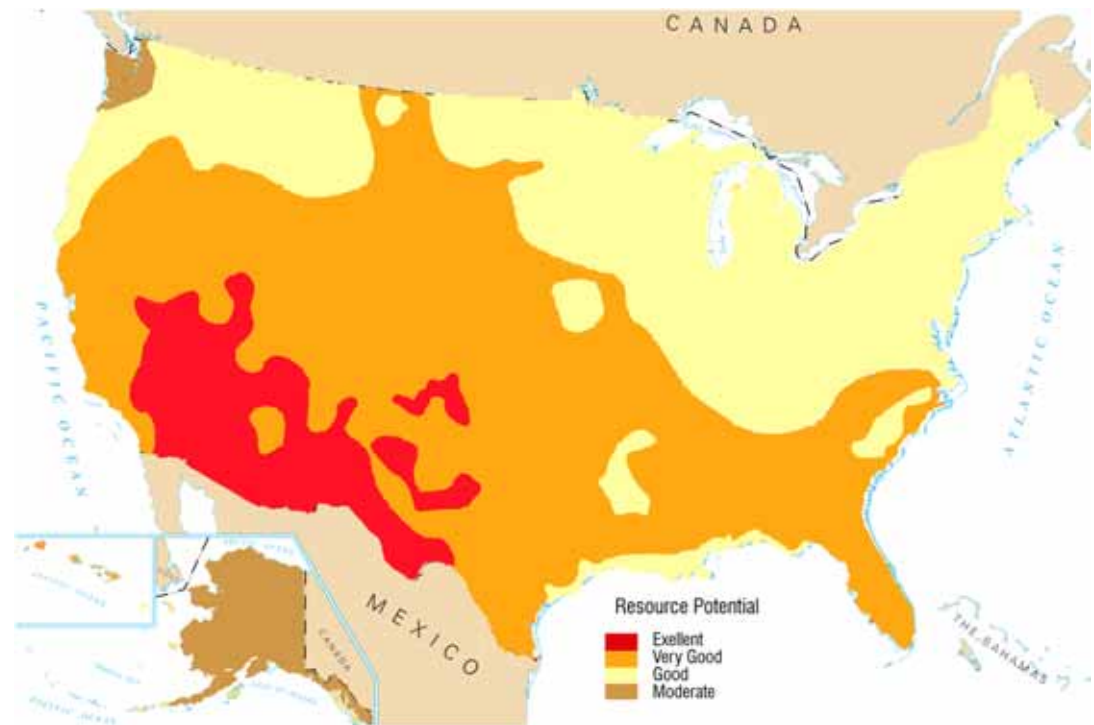 CANADA
PACIFIC OCEAN
ATLANTIC OCEAN
MEXICO
CANADA
THE BAHAMAS
Resource Potential
Exellent
Very Good
Good
Moderate